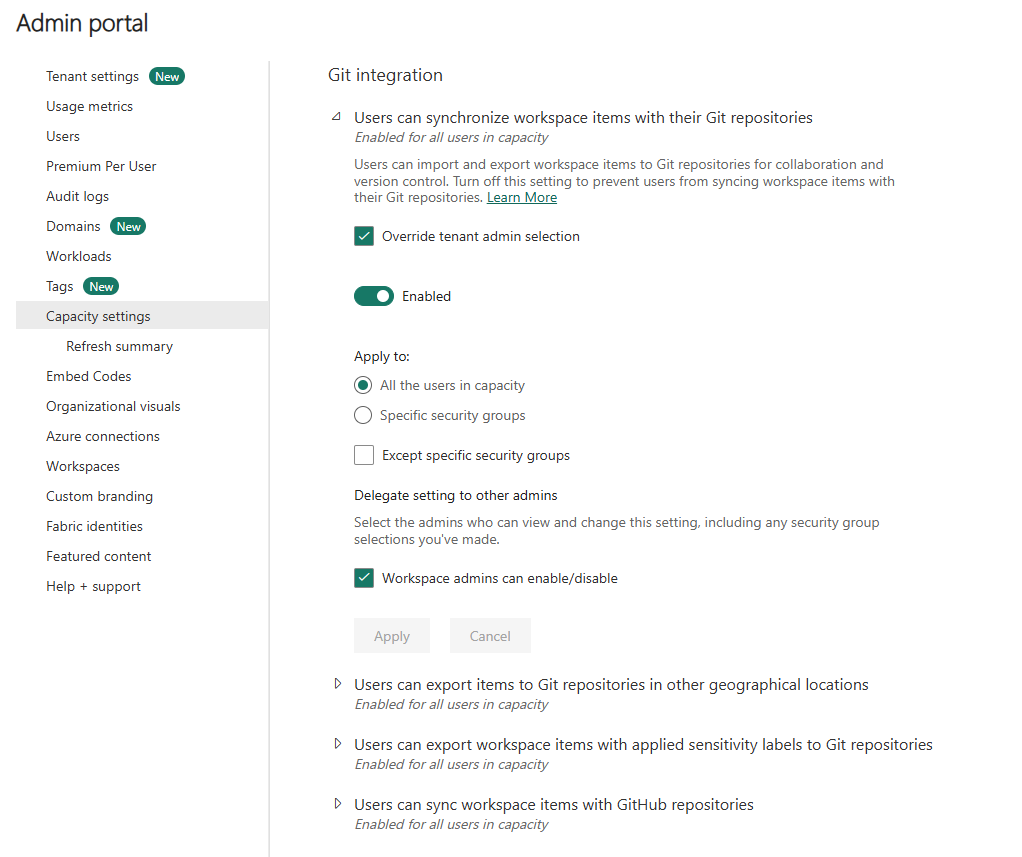 Admin portal
Tenant settings New
Usage metrics
Users
Premium Per User
Audit logs
Domains New
Workloads
Tags New
Capacity settings
Refresh summary
Embed Codes
Organizational visuals
Azure connections
Workspaces
Custom branding
Fabric identities
Featured content
Help + support
Git integration
Users can synchronize workspace items with their Git repositories
Enabled for all users in capacity
Users can import and export workspace items to Git repositories for collaboration and
version control. Turn off this setting to prevent users from syncing workspace items with
their Git repositories. Learn More
Override tenant admin selection
Enabled
Apply to:
All the users in capacity
Specific security groups
Except specific security groups
Delegate setting to other admins
Select the admins who can view and change this setting, including any security group
selections you've made.
Workspace admins can enable/disable
Apply Cancel
Users can export items to Git repositories in other geographical locations
Enabled for all users in capacity
Users can export workspace items with applied sensitivity labels to Git repositories
Enabled for all users in capacity
Users can sync workspace items with GitHub repositories
Enabled for all users in capacity